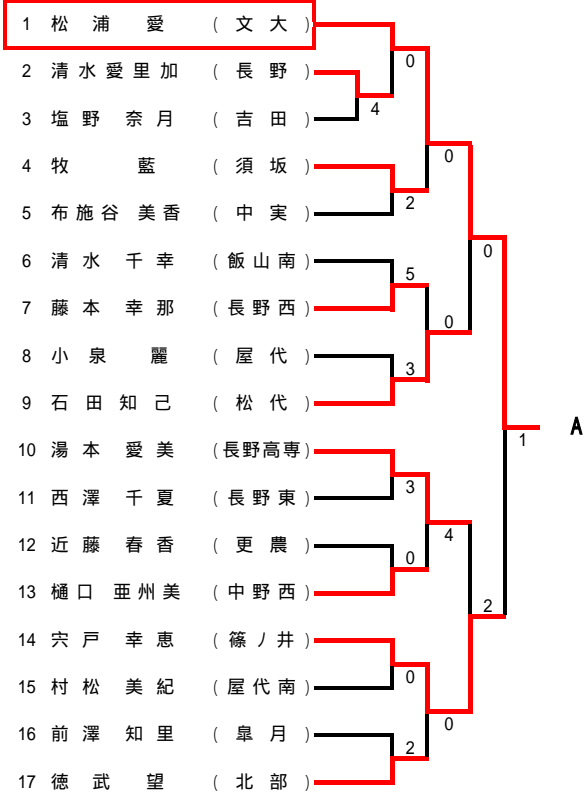 1 松浦 愛 (文大)
0
2 清水愛里加 (長野)
4
3 塩野 奈月 (吉田)
0
4 牧 藍 (須坂)
2
5 布施谷 美香 (中実)
0
6 清水 千幸 (飯山南)
5
7 藤本 幸那 (長野西)
0
8 小泉 麗 (屋代)
3
9 石田知己 (松代)
1 A
10 湯本 愛美 (長野高専)
3
11 西澤 千夏 (長野東)
4
12 近藤 春香 (更農)
0
13 樋口 亜州美 (中野西)
2
14 宍戸 幸恵 (篠ノ井)
0
15 村松 美紀 (屋代南)
0
16 前澤 知里 (皐月)
2
17 徳武 望 (北部)